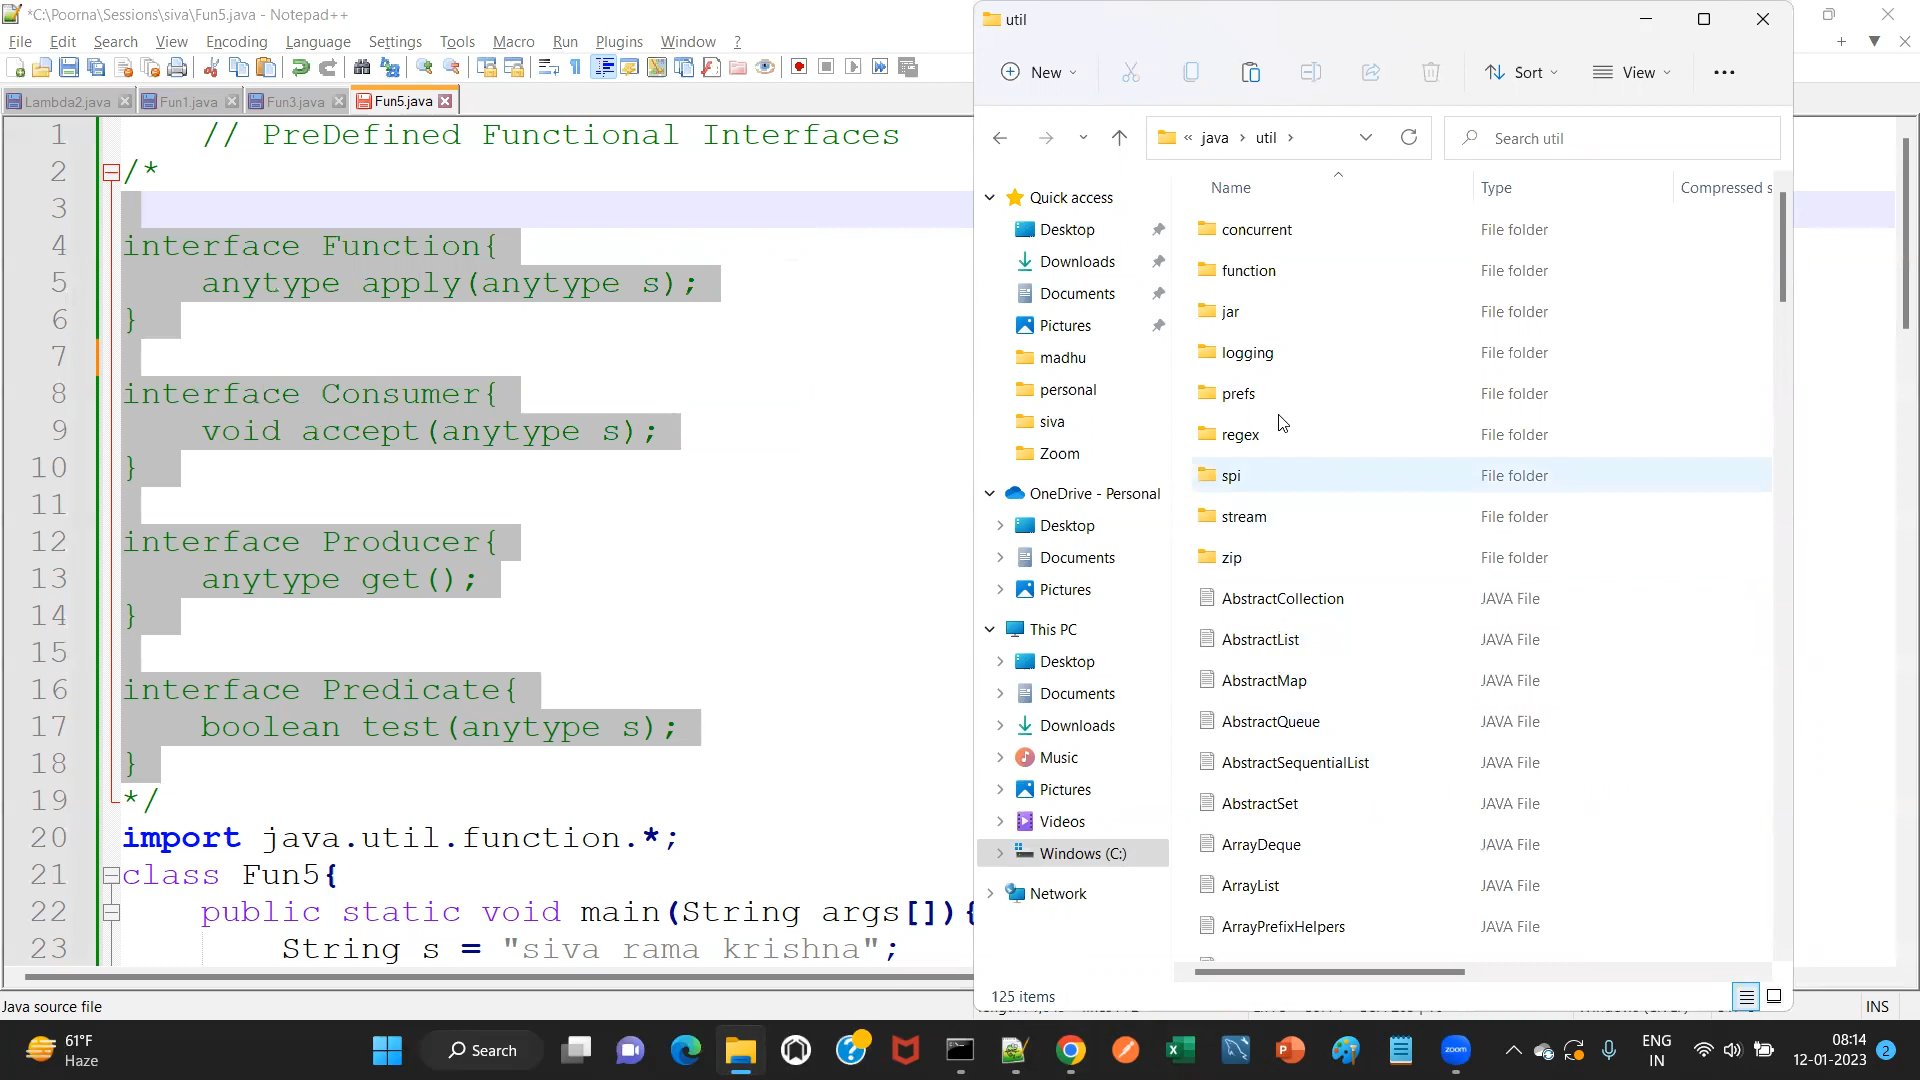 *C:\Poorna\Sessions\siva\Fun5.java - Notepad++
File Edit Search View Encoding Language Settings Tools Macro Run Plugins Window ?
Lambda2.java Fun1.java Fun3.java Fun5.java
1 // PreDefined Functional Interfaces
2 /*
3
4 interface Function{
5 anytype apply(anytype s);
6 }
7
8 interface Consumer{
9 void accept(anytype s);
10 }
11
12 interface Producer{
13 anytype get();
14 }
15
16 interface Predicate{
17 boolean test(anytype s);
18 }
19 */
20 import java.util.function.*;
21 class Fun5{
22 public static void main(String args[]){
23 String s = "siva rama krishna";
Java source file
INS
util
New Sort View
« java > util >
Search util
Quick access
Desktop
Downloads
Documents
Pictures
madhu
personal
siva
Zoom
OneDrive - Personal
Desktop
Documents
Pictures
This PC
Desktop
Documents
Downloads
Music
Pictures
Videos
Windows (C:)
Network
Name Type Compressed s
concurrent File folder
function File folder
jar File folder
logging File folder
prefs File folder
regex File folder
spi File folder
stream File folder
zip File folder
AbstractCollection JAVA File
AbstractList JAVA File
AbstractMap JAVA File
AbstractQueue JAVA File
AbstractSequentialList JAVA File
AbstractSet JAVA File
ArrayDeque JAVA File
ArrayList JAVA File
ArrayPrefixHelpers JAVA File
125 items
61°F
Haze
Search
zoom
ENG
IN
08:14
12-01-2023
2